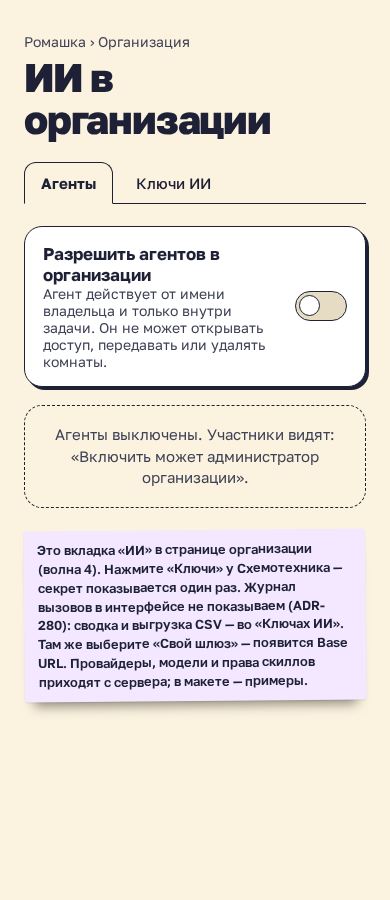 Ромашка › Организация
ИИ в
организации
Агенты
Ключи ИИ
Разрешить агентов в
организации
Агент действует от имени
владельца и только внутри
задачи. Он не может открывать
доступ, передавать или удалять
комнаты.
Агенты выключены. Участники видят:
«Включить может администратор
организации».
Это вкладка «ИИ» в странице организации
(волна 4). Нажмите «Ключи» у Схемотехника —
секрет показывается один раз. Журнал
вызовов в интерфейсе не показываем (ADR-
280): сводка и выгрузка CSV — во «Ключах ИИ».
Там же выберите «Свой шлюз» — появится Base
URL. Провайдеры, модели и права скиллов
приходят с сервера; в макете — примеры.